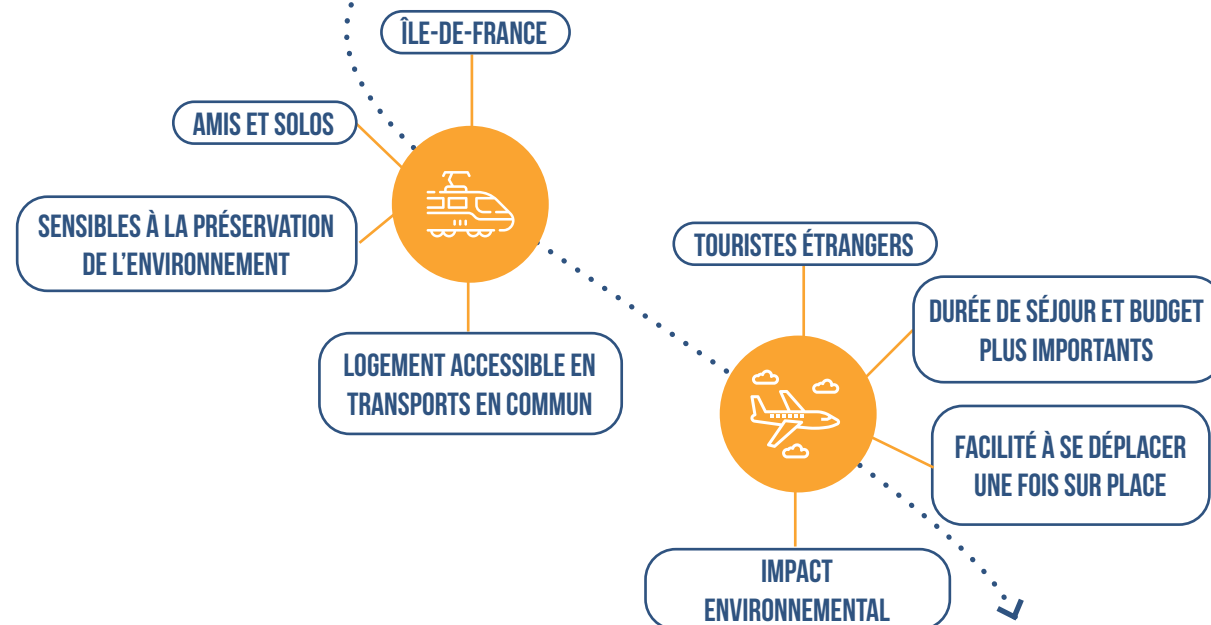 ÎLE-DE-FRANCE
AMIS ET SOLOS
SENSIBLES À LA PRÉSERVATION
DE L'ENVIRONNEMENT
LOGEMENT ACCESSIBLE EN
TRANSPORTS EN COMMUN
TOURISTES ÉTRANGERS
DURÉE DE SÉJOUR ET BUDGET
PLUS IMPORTANTS
FACILITÉ À SE DÉPLACER
UNE FOIS SUR PLACE
IMPACT
ENVIRONNEMENTAL